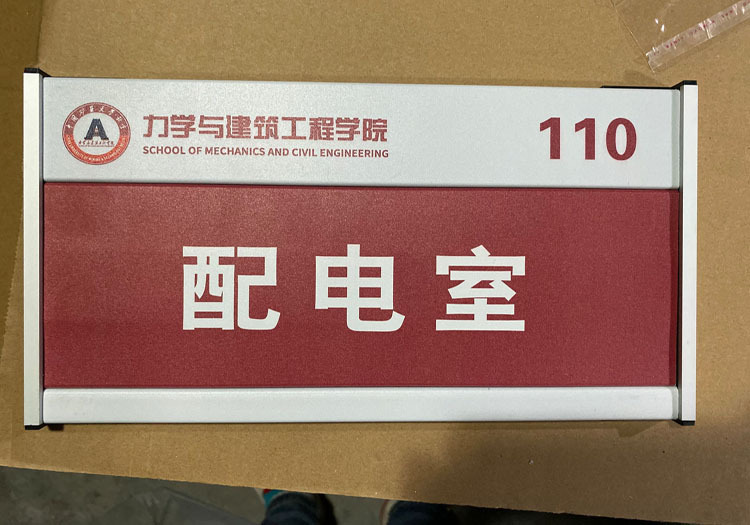 力学与建筑工程学院
SCHOOL OF MECHANICS AND CIVIL ENGINEERING
110
A
配电室